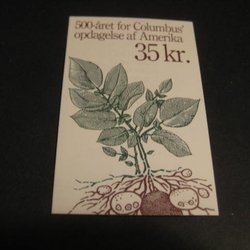 500-året for Columbus'
opdagelse af Amerika
35 kr.